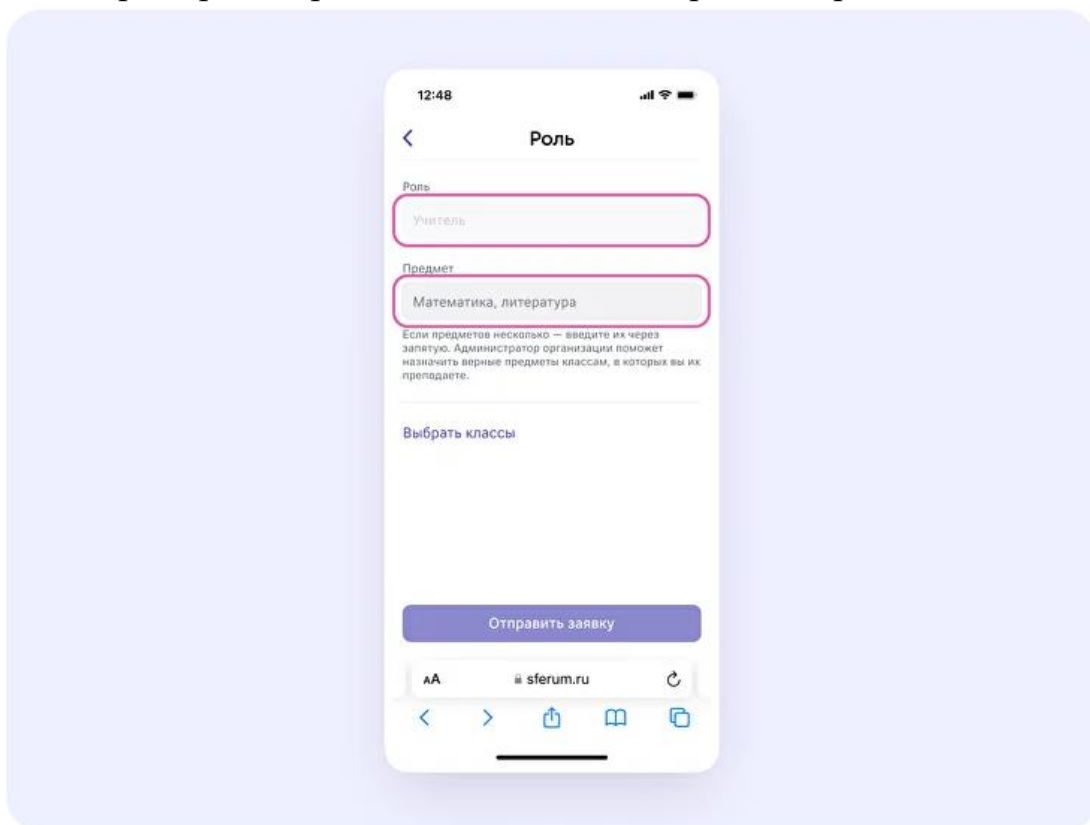 12:48
Роль
Роль
Учитель
Предмет
Математика, литература
Если предметов несколько — введите их через
запятую. Администратор организации поможет
назначить верные предметы классам, в которых вы их
преподаете.
Выбрать классы
Отправить заявку
AA
sferum.ru